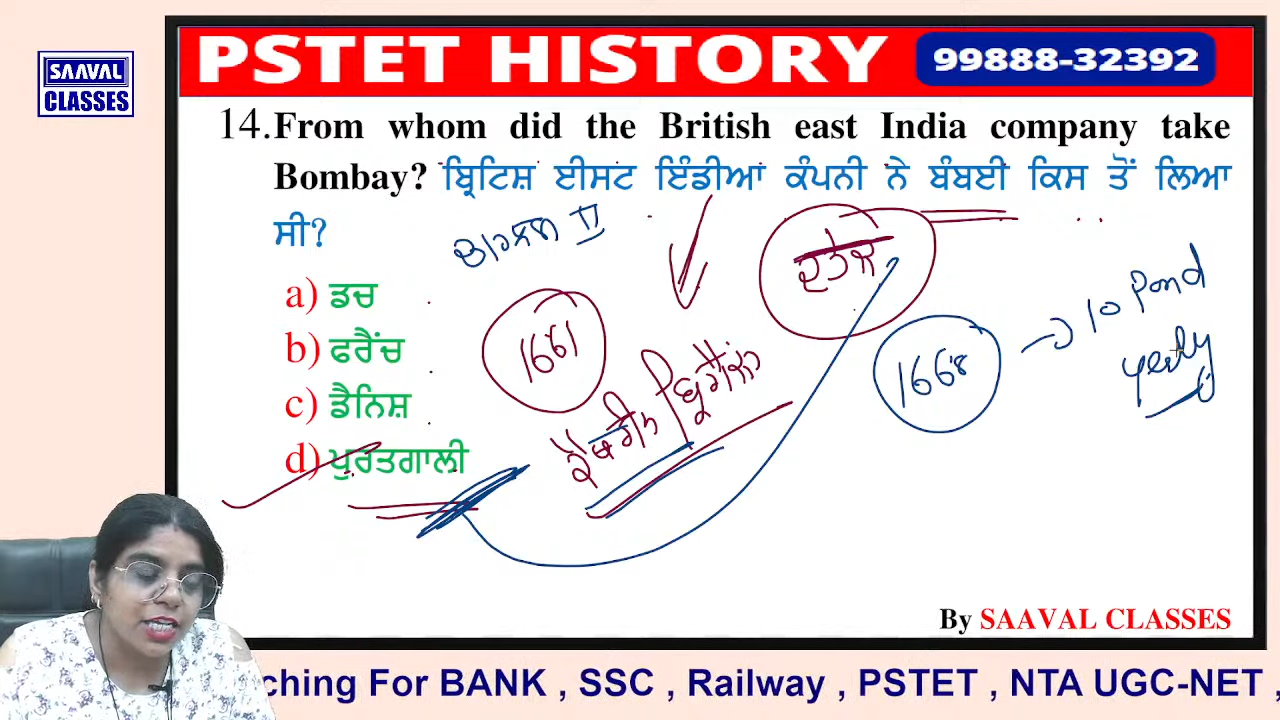 SAAVAL
CLASSES
PSTET HISTORY
99888-32392
14.From whom did the British east India company take
Bombay? ਬ੍ਰਿਟਿਸ਼ ਈਸਟ ਇੰਡੀਆਂ ਕੰਪਨੀ ਨੇ ਬੰਬਈ ਕਿਸ ਤੋਂ ਲਿਆ
ਸੀ?
II
ਦਹੇਜ
a) ਡਚ
1661
10 Pond
b) ਫਰੈਂਚ
1668
yearly
c) ਡੈਨਿਸ਼
d) ਪੁਰਤਗਾਲੀ
By SAAVAL CLASSES
ching For BANK , SSC , Railway , PSTET , NTA UGC-NET ,